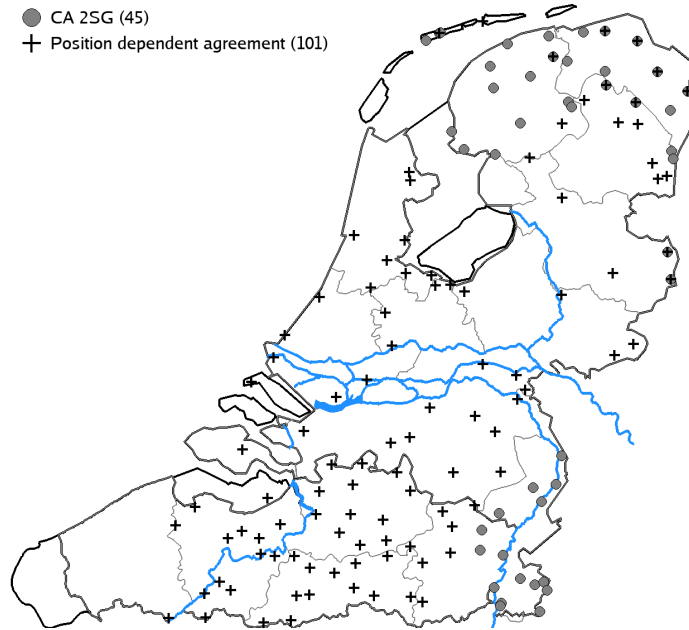 CA 2SG (45)
Position dependent agreement (101)